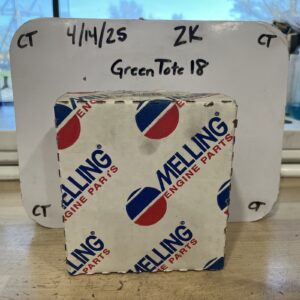 CT 4/14/25 ZK CT
Green Tote 18
MELLING
ENGINE PARTS
MELLING
ENGINE PARTS
MELLING
ENGINE PARTS
CT CT